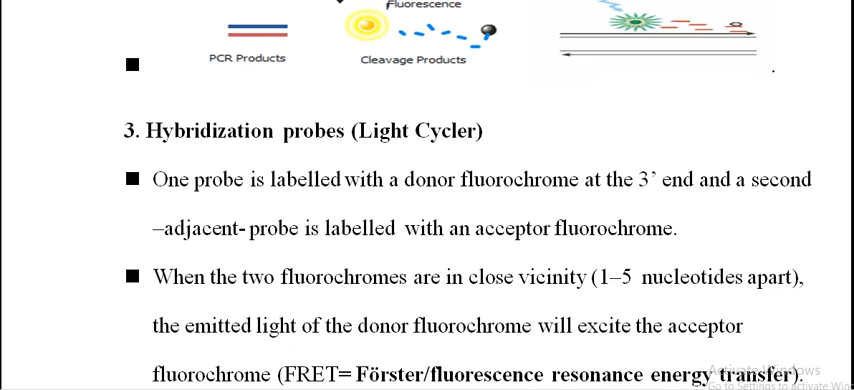 Fluorescence
PCR Products
Cleavage Products
3. Hybridization probes (Light Cycler)
■ One probe is labelled with a donor fluorochrome at the 3’ end and a second
–adjacent- probe is labelled with an acceptor fluorochrome.
■ When the two fluorochromes are in close vicinity (1–5 nucleotides apart),
the emitted light of the donor fluorochrome will excite the acceptor
fluorochrome (FRET= Förster/fluorescence resonance energy transfer).
Activate Windows
Go to Settings to activate Win